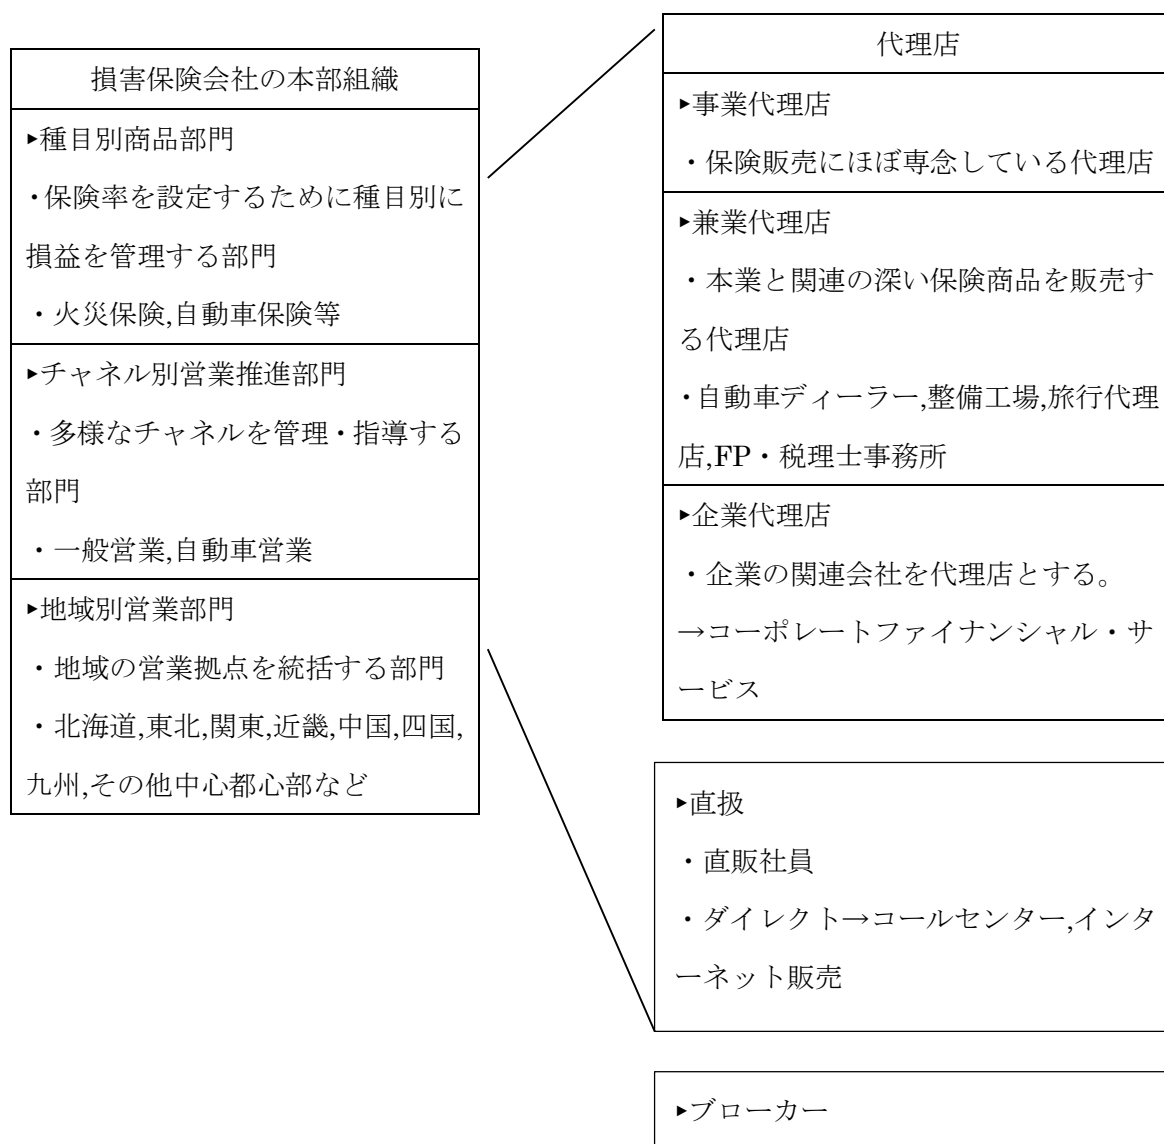 損害保険会社の本部組織
▸種目別商品部門
・保険率を設定するために種目別に
損益を管理する部門
・火災保険,自動車保険等
▸チャネル別営業推進部門
・多様なチャネルを管理・指導する
部門
・一般営業,自動車営業
▸地域別営業部門
・地域の営業拠点を統括する部門
・北海道,東北,関東,近畿,中国,四国,
九州,その他中心都心部など
代理店
▸事業代理店
・保険販売にほぼ専念している代理店
▸兼業代理店
・本業と関連の深い保険商品を販売す
る代理店
・自動車ディーラー,整備工場,旅行代理
店,FP・税理士事務所
▸企業代理店
・企業の関連会社を代理店とする。
→コーポレートファイナンシャル・サ
ービス
▸直扱
・直販社員
・ダイレクト→コールセンター,インタ
ーネット販売
▸ブローカー